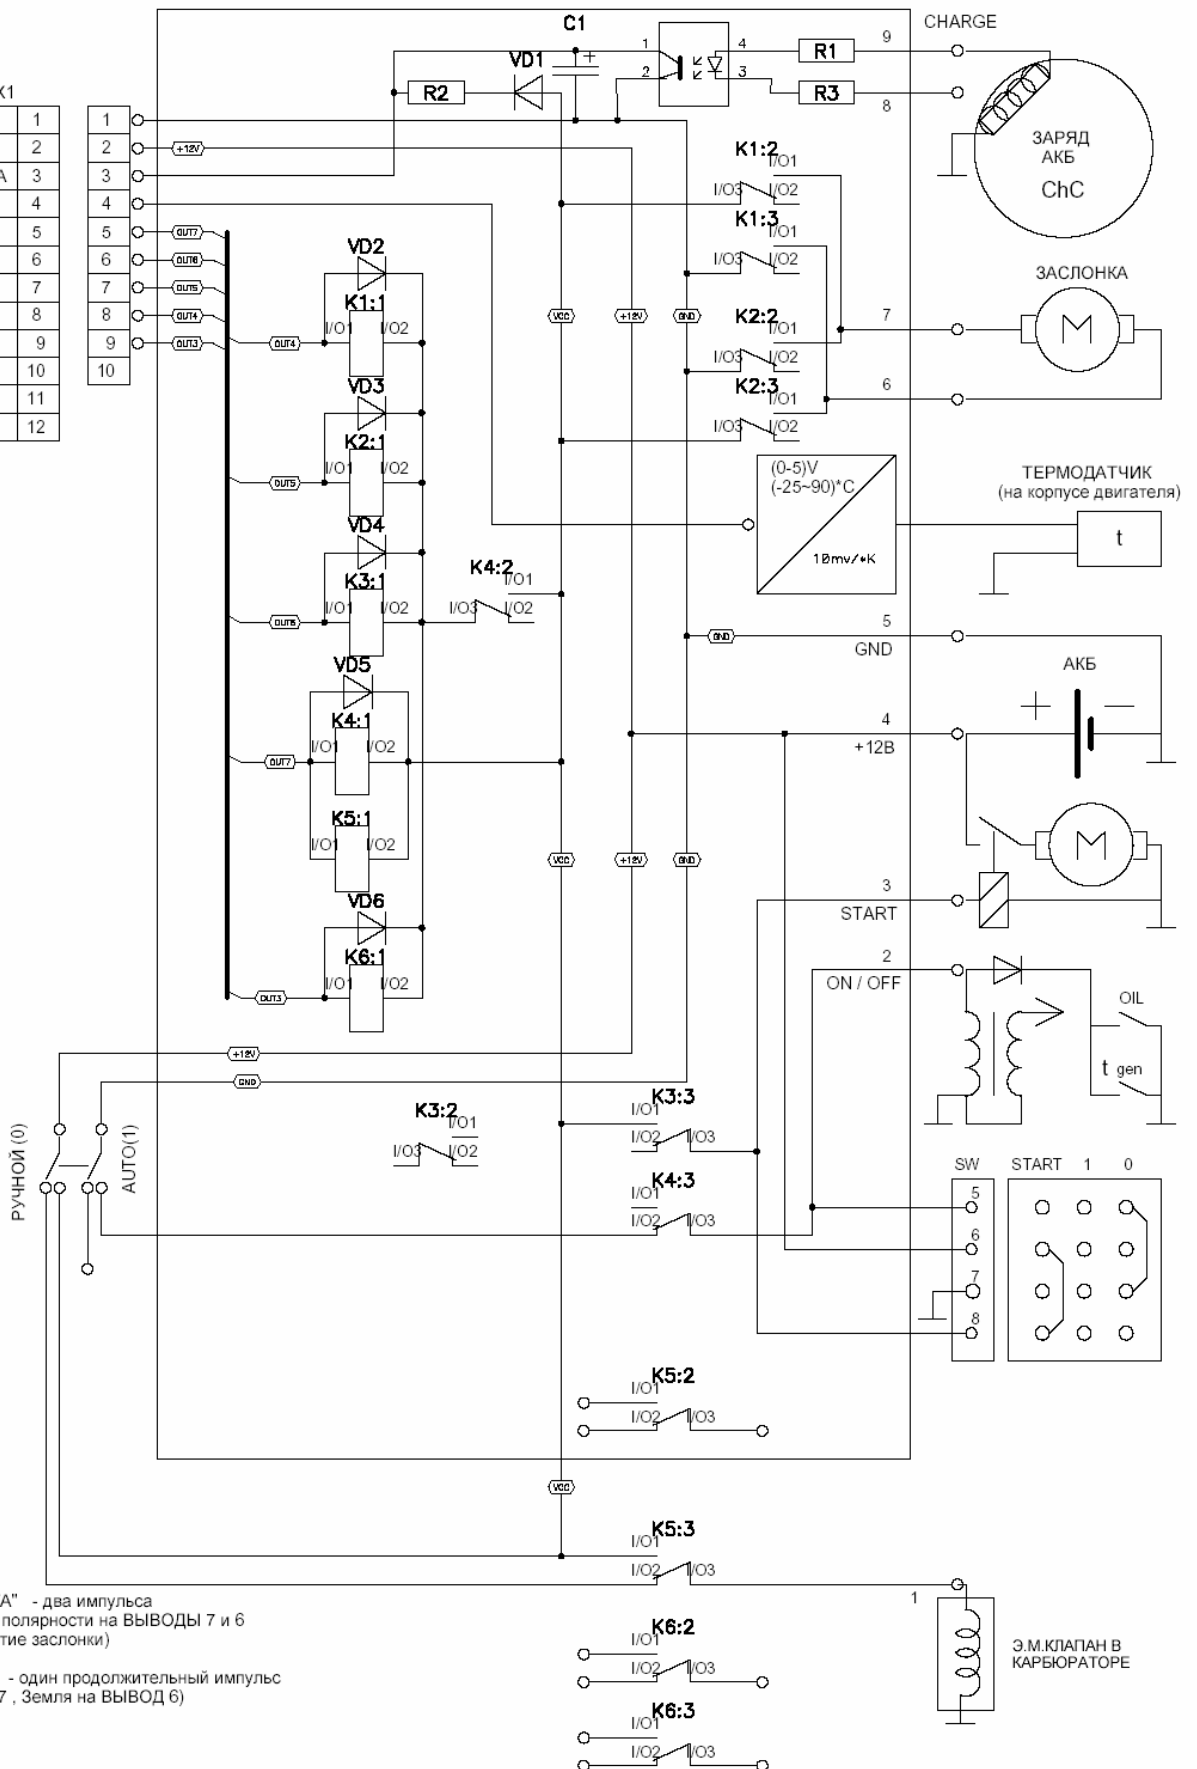 C1
CHARGE
1
4
R1
9
VD1
+
R2
2
3
R3
8
X1
1
2
A 3
4
5
6
7
8
9
10
11
12
1
2
3
4
5
6
7
8
9
10
+12V
OUT7
OUT6
OUT5
OUT4
OUT3
ЗАРЯД
АКБ
ChC
K1:2
I/O1
I/O3
I/O2
K1:3
I/O1
I/O3
I/O2
VD2
K1:1
I/O1
I/O2
OUT4
VCC
+12V
GND
K2:2
I/O1
I/O3
I/O2
7
ЗАСЛОНКА
M
VD3
K2:1
I/O1
I/O2
OUT5
K2:3
I/O1
I/O3
I/O2
6
(0-5)V
(-25~90)*C
10mv/*K
ТЕРМОДАТЧИК
(на корпусе двигателя)
t
VD4
K3:1
I/O1
I/O2
OUT6
K4:2
I/O1
I/O3
I/O2
GND
5
GND
VD5
K4:1
I/O1
I/O2
OUT7
АКБ
+ —
4
+12В
K5:1
I/O1
I/O2
VCC
+12V
GND
M
3
START
VD6
K6:1
I/O1
I/O2
OUT3
2
ON / OFF
OIL
t gen
+12V
GND
РУЧНОЙ (0)
AUTO(1)
K3:2
I/O1
I/O3
I/O2
K3:3
I/O1
I/O2
I/O3
K4:3
I/O1
I/O2
I/O3
SW
START 1 0
5
6
7
8
K5:2
I/O1
I/O2
I/O3
VCC
K5:3
I/O1
I/O2
I/O3
1
Э.М.КЛАПАН В
КАРБЮРАТОРЕ
А" - два импульса
полярности на ВЫВОДЫ 7 и 6
тие заслонки)
- один продолжительный импульс
7 , Земля на ВЫВОД 6)
K6:2
I/O1
I/O2
I/O3
K6:3
I/O1
I/O2
I/O3